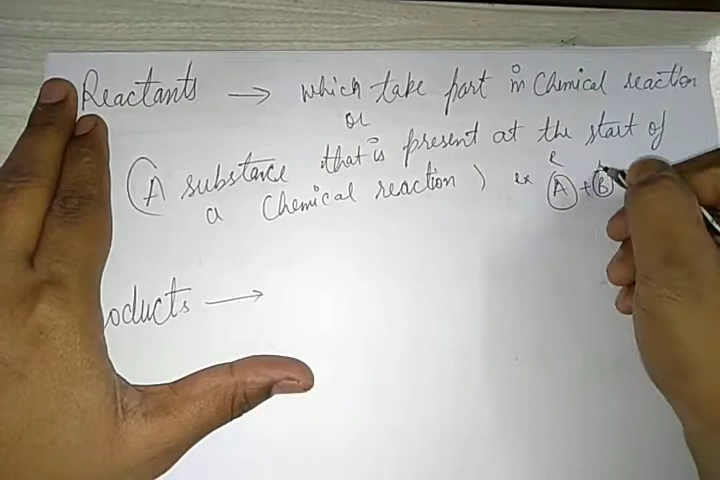 Reactants → which take part in Chemical reaction
or
(A substance that is present at the start of
a Chemical reaction) ex A + B
R
oducts →